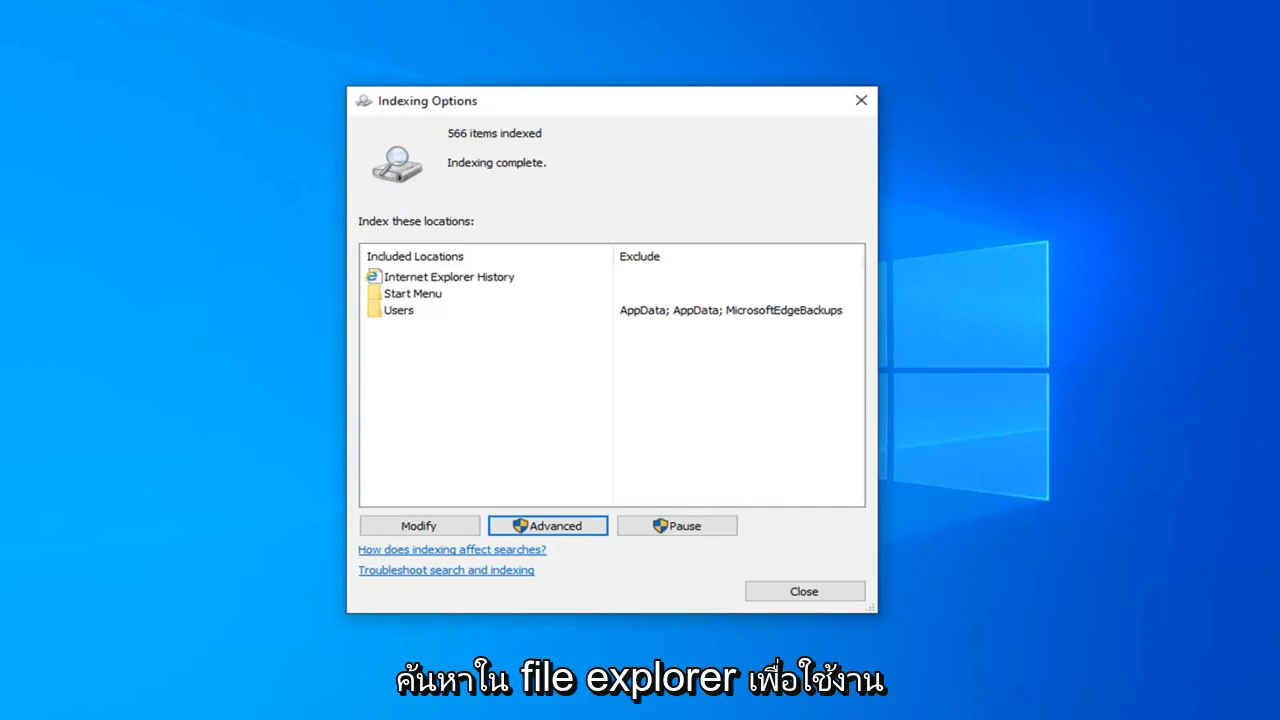 Indexing Options
566 items indexed
Indexing complete.
Index these locations:
Included Locations Exclude
Internet Explorer History
Start Menu
Users AppData; AppData; MicrosoftEdgeBackups
Modify Advanced Pause
How does indexing affect searches?
Troubleshoot search and indexing
Close
ค้นหาใน file explorer เพื่อใช้งาน